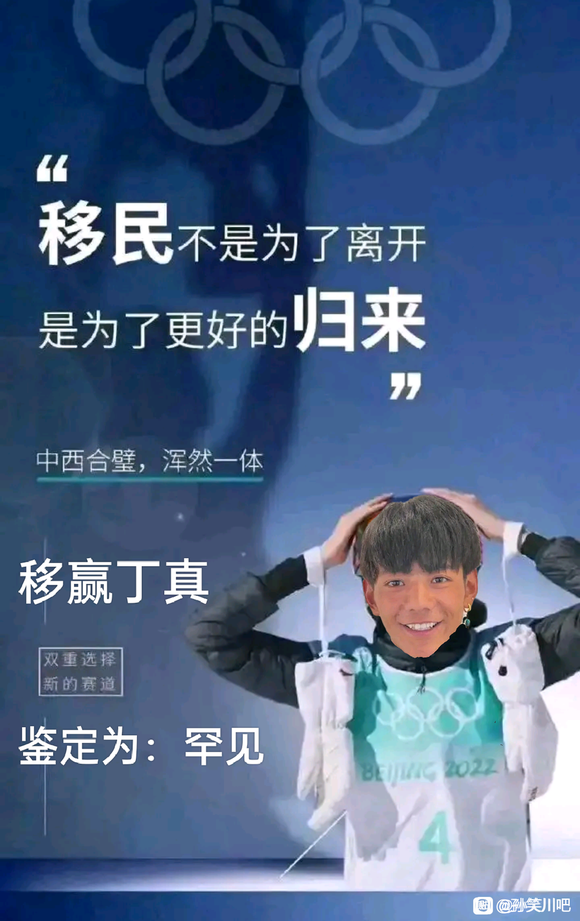 “
移民不是为了离开
是为了更好的归来
”
中西合璧，浑然一体
移赢丁真
双重选择
新的赛道
鉴定为：罕见
BEIJING 2022
4
@孙笑川吧